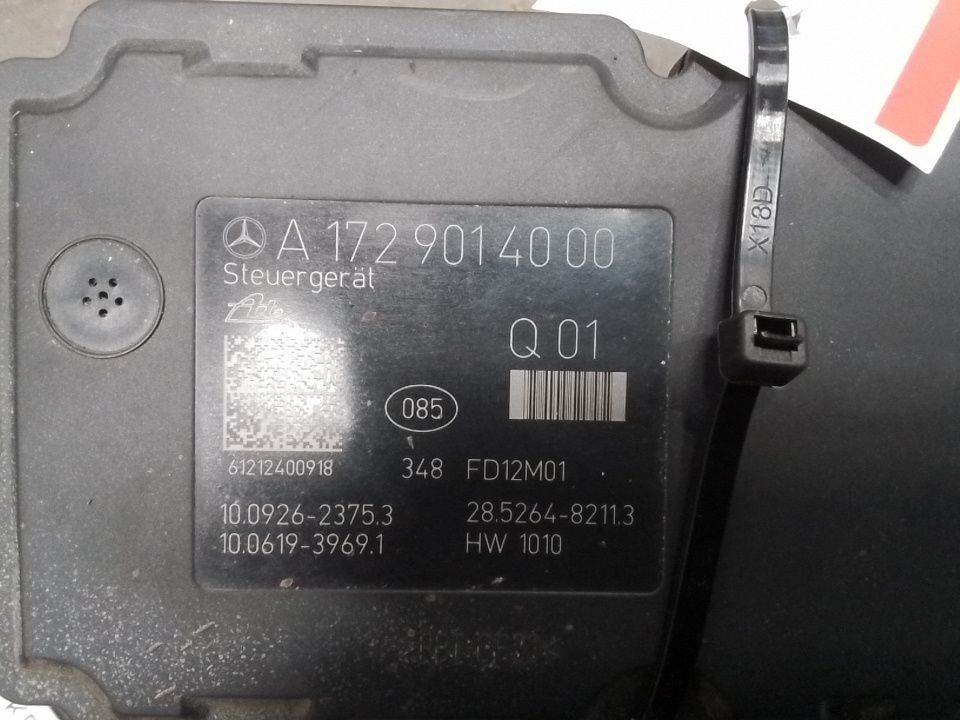 A 172 901 40 00
Steuergerät
Ate
Q 01
085
61212400918
348 FD12M01
10.0926-2375.3
28.5264-8211.3
10.0619-3969.1
HW 1010
X18D